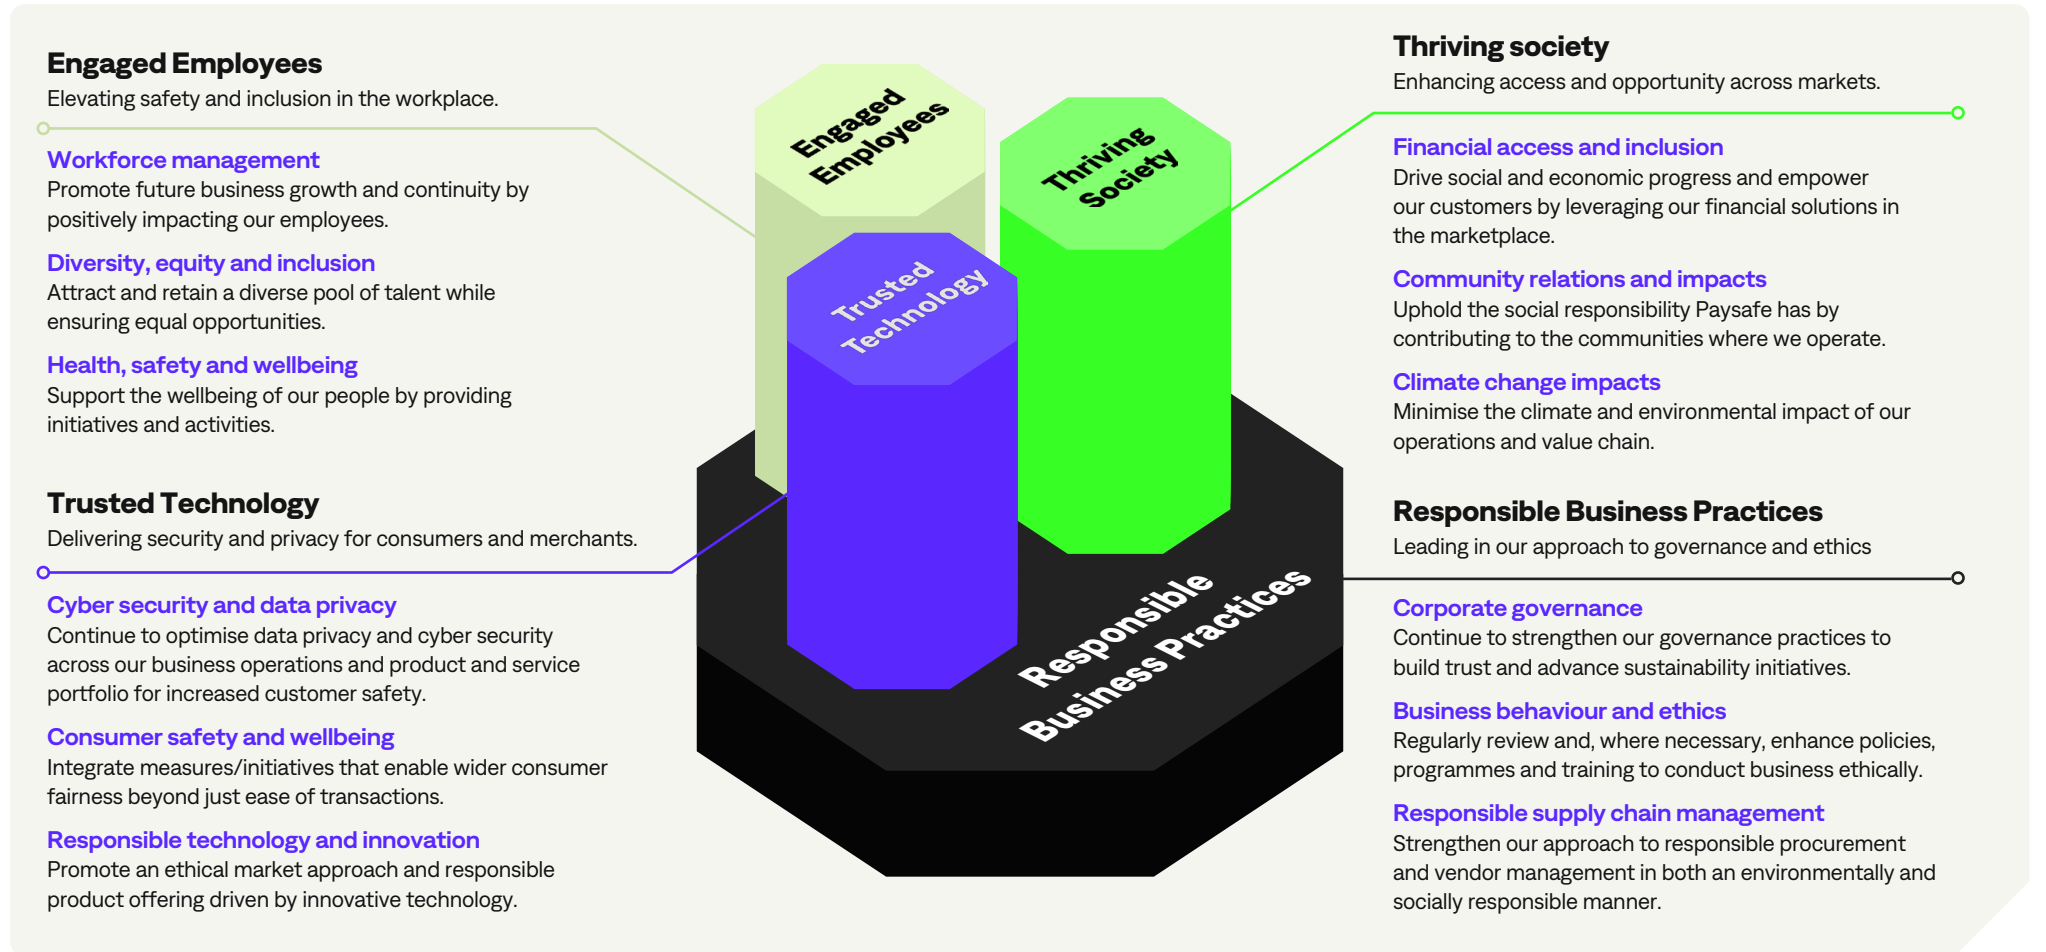 Engaged Employees
Elevating safety and inclusion in the workplace.
Workforce management
Promote future business growth and continuity by
positively impacting our employees.
Diversity, equity and inclusion
Attract and retain a diverse pool of talent while
ensuring equal opportunities.
Health, safety and wellbeing
Support the wellbeing of our people by providing
initiatives and activities.
Trusted Technology
Delivering security and privacy for consumers and merchants.
Cyber security and data privacy
Continue to optimise data privacy and cyber security
across our business operations and product and service
portfolio for increased customer safety.
Consumer safety and wellbeing
Integrate measures/initiatives that enable wider consumer
fairness beyond just ease of transactions.
Responsible technology and innovation
Promote an ethical market approach and responsible
product offering driven by innovative technology.
Engaged
Employees
Thriving
Society
Trusted
Technology
Responsible
Business Practices
Thriving society
Enhancing access and opportunity across markets.
Financial access and inclusion
Drive social and economic progress and empower
our customers by leveraging our financial solutions in
the marketplace.
Community relations and impacts
Uphold the social responsibility Paysafe has by
contributing to the communities where we operate.
Climate change impacts
Minimise the climate and environmental impact of our
operations and value chain.
Responsible Business Practices
Leading in our approach to governance and ethics
Corporate governance
Continue to strengthen our governance practices to
build trust and advance sustainability initiatives.
Business behaviour and ethics
Regularly review and, where necessary, enhance policies,
programmes and training to conduct business ethically.
Responsible supply chain management
Strengthen our approach to responsible procurement
and vendor management in both an environmentally and
socially responsible manner.